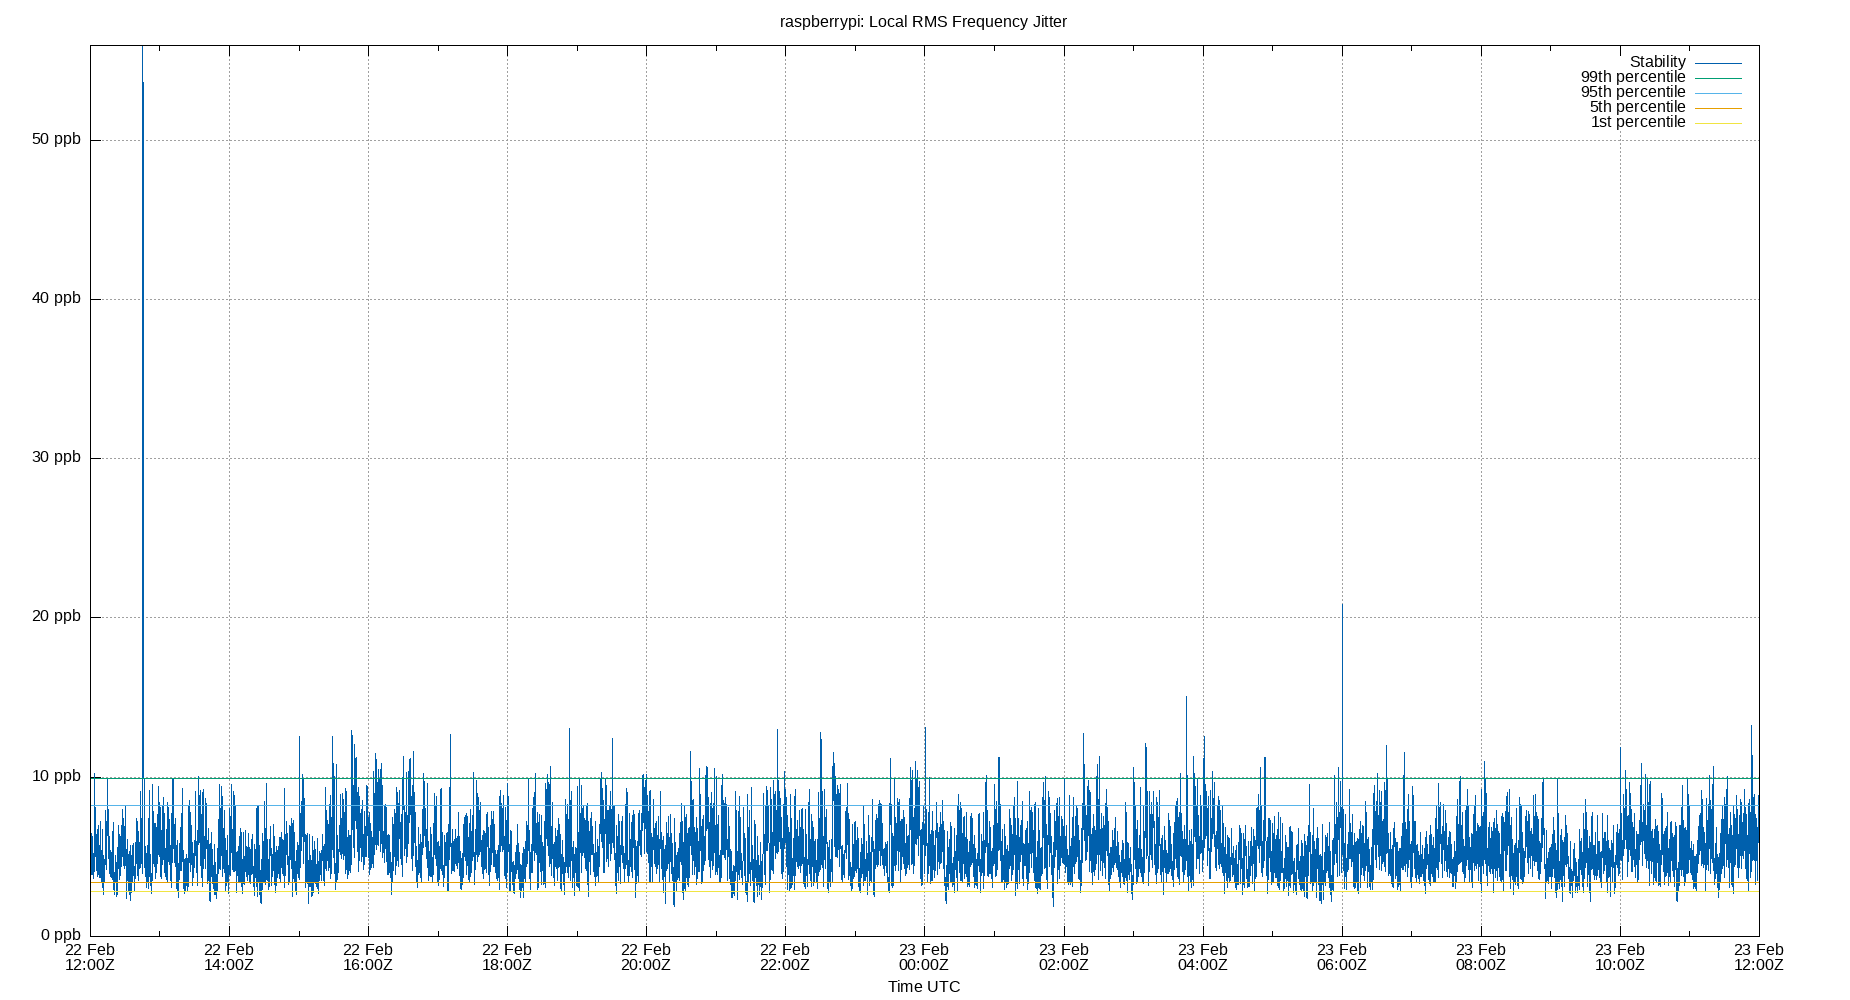 raspberrypi: Local RMS Frequency Jitter
Stability
99th percentile
95th percentile
5th percentile
1st percentile
50 ppb
40 ppb
30 ppb
20 ppb
10 ppb
0 ppb
22 Feb 22 Feb 22 Feb 22 Feb 22 Feb 22 Feb 23 Feb 23 Feb 23 Feb 23 Feb 23 Feb 23 Feb 23 Feb
12:00Z 14:00Z 16:00Z 18:00Z 20:00Z 22:00Z 00:00Z 02:00Z 04:00Z 06:00Z 08:00Z 10:00Z 12:00Z
Time UTC